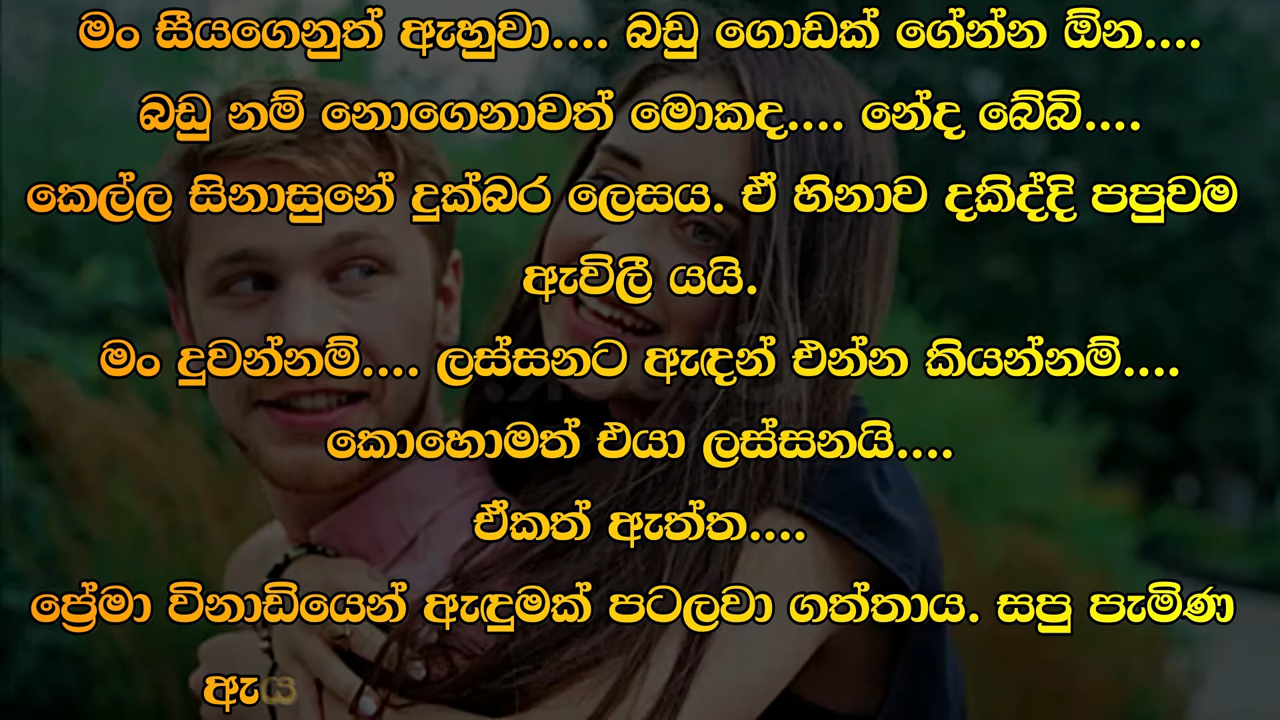 මං සීයගෙනුත් ඇහුවා.... බඩු ගොඩක් ගේන්න ඕන....
බඩු නම් නොගෙනාවත් මොකද.... නේද බේබි....
කෙල්ල සිනාසුනේ දුක්බර ලෙසය. ඒ හිනාව දකිද්දි පපුවම
ඇවිලී යයි.
මං දුවන්නම්.... ලස්සනට ඇඳන් එන්න කියන්නම්....
කොහොමත් එයා ලස්සනයි....
ඒකත් ඇත්ත....
ප්‍රේමා විනාඩියෙන් ඇඳුමක් පටලවා ගත්තාය. සපු පැමිණ
ඇය